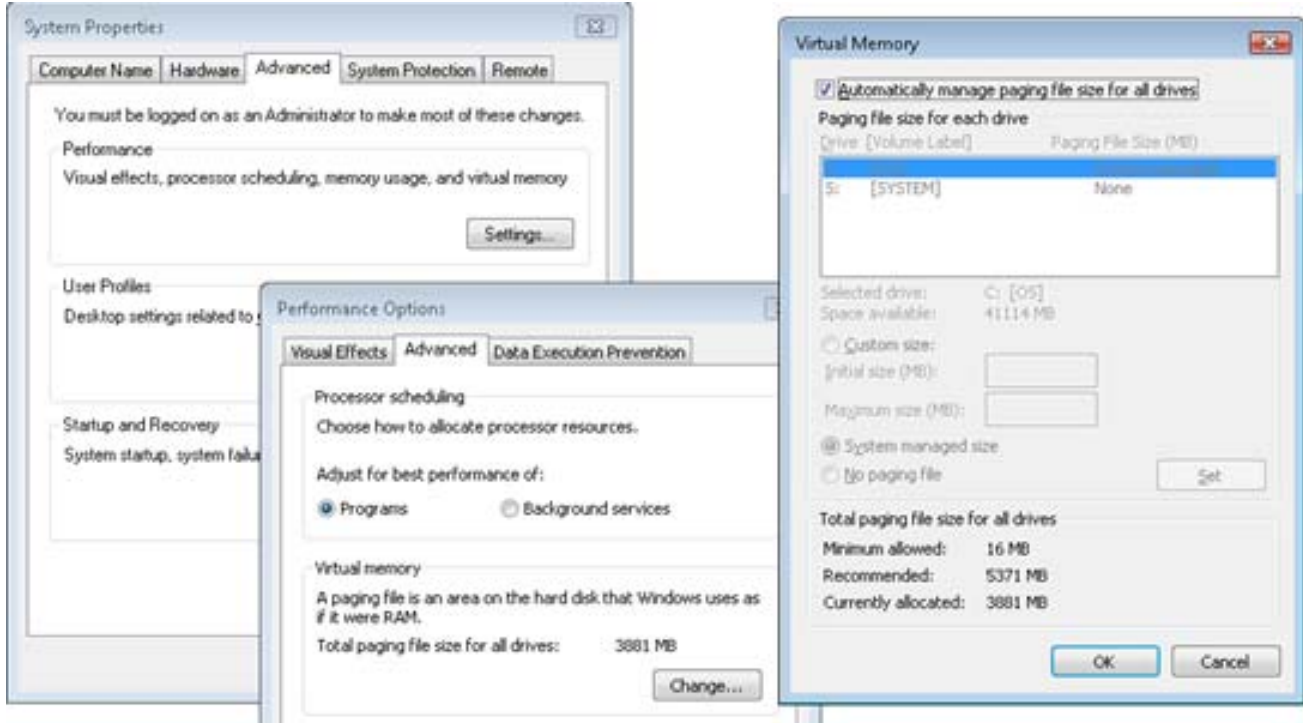 System Properties
Computer Name Hardware Advanced System Protection Remote
You must be logged on as an Administrator to make most of these changes.
Performance
Visual effects, processor scheduling, memory usage, and virtual memory
Settings...
User Profiles
Desktop settings related to
Startup and Recovery
System startup, system failu
Performance Options
Visual Effects Advanced Data Execution Prevention
Processor scheduling
Choose how to allocate processor resources.
Adjust for best performance of:
Programs Background services
Virtual memory
A paging file is an area on the hard disk that Windows uses as
if it were RAM.
Total paging file size for all drives: 3881 MB
Change...
Virtual Memory
Automatically manage paging file size for all drives
Paging file size for each drive
Drive [Volume Label] Paging File Size (MB)
S: [SYSTEM] None
Selected drive: C: [OS]
Space available: 41114 MB
Custom size:
Initial size (MB):
Maximum size (MB):
System managed size
No paging file Set
Total paging file size for all drives
Minimum allowed: 16 MB
Recommended: 5371 MB
Currently allocated: 3881 MB
OK Cancel